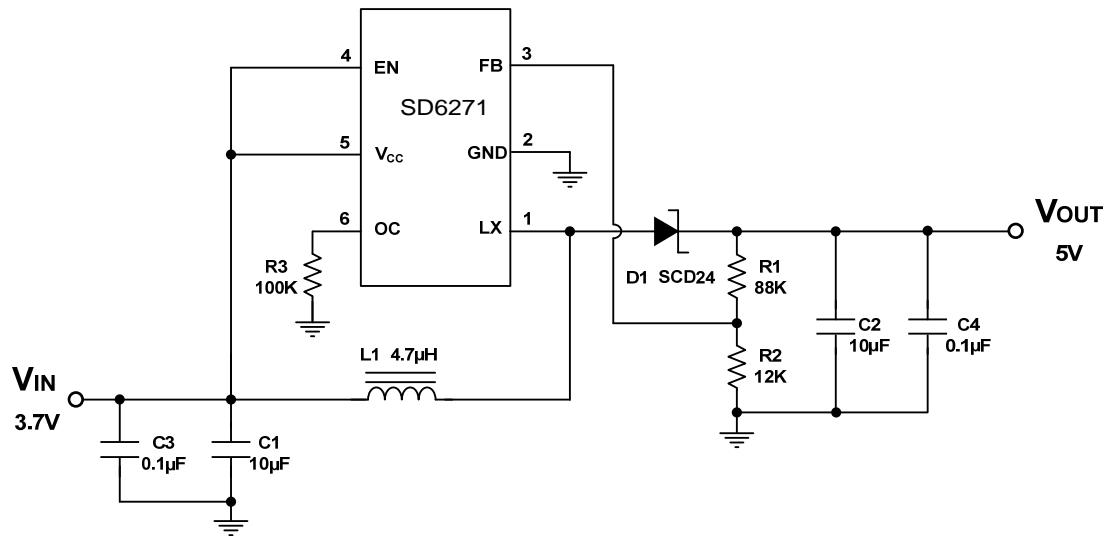 4
EN
FB
3
SD6271
5
VCC
GND
2
6
OC
LX
1
R3
100K
D1 SCD24
R1
88K
VOUT
5V
L1 4.7µH
R2
12K
C2
10µF
C4
0.1µF
VIN
3.7V
C3
0.1µF
C1
10µF